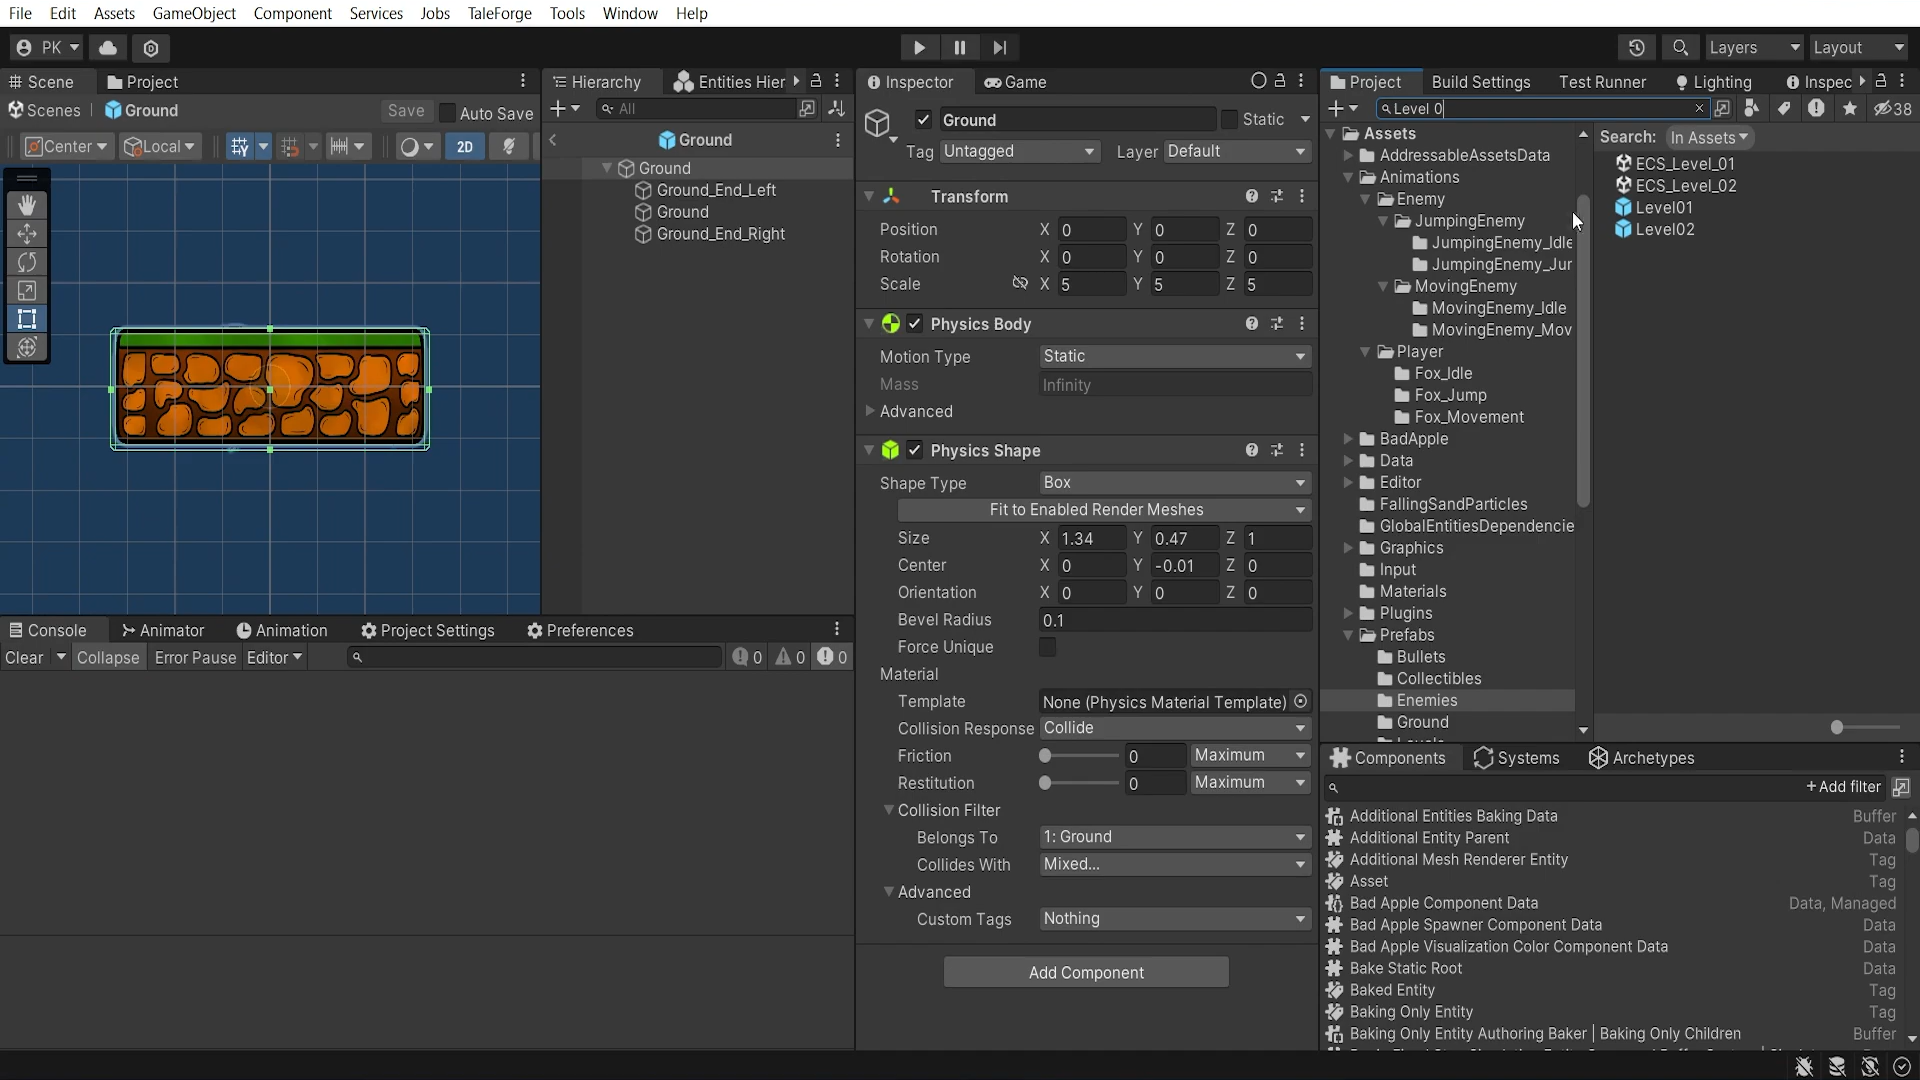 File Edit Assets GameObject Component Services Jobs TaleForge Tools Window Help
PK Layers Layout
Scene Project
Scenes Ground Save Auto Save
Center Local 2D
Hierarchy Entities Hier
All
Ground
Ground
Ground_End_Left
Ground
Ground_End_Right
Inspector Game
Ground Static
Tag Untagged Layer Default
Transform
Position X 0 Y 0 Z 0
Rotation X 0 Y 0 Z 0
Scale X 5 Y 5 Z 5
Physics Body
Motion Type Static
Mass Infinity
Advanced
Physics Shape
Shape Type Box
Fit to Enabled Render Meshes
Size X 1.34 Y 0.47 Z 1
Center X 0 Y -0.01 Z 0
Orientation X 0 Y 0 Z 0
Bevel Radius 0.1
Force Unique
Material
Template None (Physics Material Template)
Collision Response Collide
Friction 0 Maximum
Restitution 0 Maximum
Collision Filter
Belongs To 1: Ground
Collides With Mixed...
Advanced
Custom Tags Nothing
Add Component
Project Build Settings Test Runner Lighting Inspec
Level 0 38
Assets
AddressableAssetsData
Animations
Enemy
JumpingEnemy
JumpingEnemy_Idle
JumpingEnemy_Jur
MovingEnemy
MovingEnemy_Idle
MovingEnemy_Mov
Player
Fox_Idle
Fox_Jump
Fox_Movement
BadApple
Data
Editor
FallingSandParticles
GlobalEntitiesDependencie
Graphics
Input
Materials
Plugins
Prefabs
Bullets
Collectibles
Enemies
Ground
Search: In Assets
ECS_Level_01
ECS_Level_02
Level01
Level02
Console Animator Animation Project Settings Preferences
Clear Collapse Error Pause Editor 0 0 0
Components Systems Archetypes
+ Add filter
Additional Entities Baking Data Buffer
Additional Entity Parent Data
Additional Mesh Renderer Entity Tag
Asset Tag
Bad Apple Component Data Data, Managed
Bad Apple Spawner Component Data Data
Bad Apple Visualization Color Component Data Data
Bake Static Root Data
Baked Entity Tag
Baking Only Entity Tag
Baking Only Entity Authoring Baker | Baking Only Children Buffer